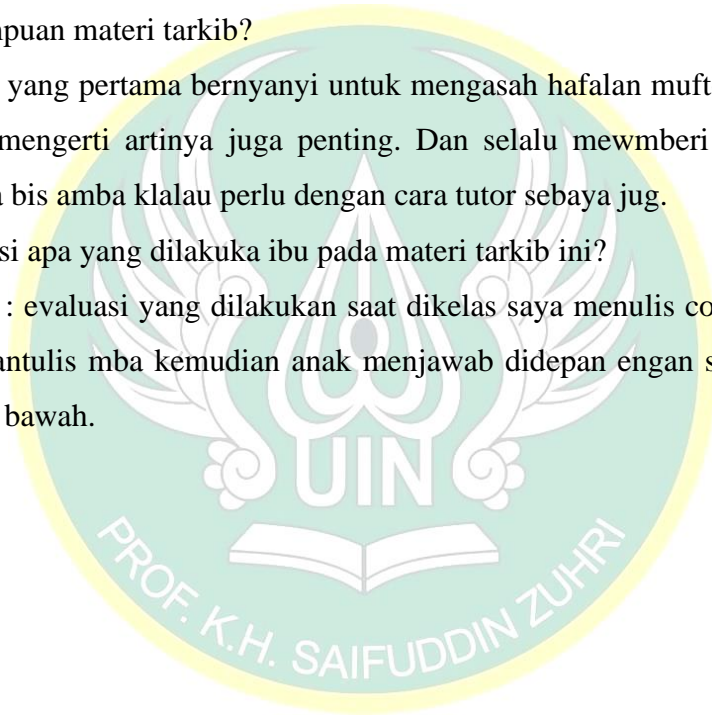 npuan materi tarkib?
yang pertama bernyanyi untuk mengasah hafalan muft
mengerti artinya juga penting. Dan selalu mewmberi
a bis amba klalau perlu dengan cara tutor sebaya jug.
si apa yang dilakuka ibu pada materi tarkib ini?
: evaluasi yang dilakukan saat dikelas saya menulis co
antulis mba kemudian anak menjawab didepan engan s
bawah.
UIN
PROF. K.H. SAIFUDDIN ZUHRI